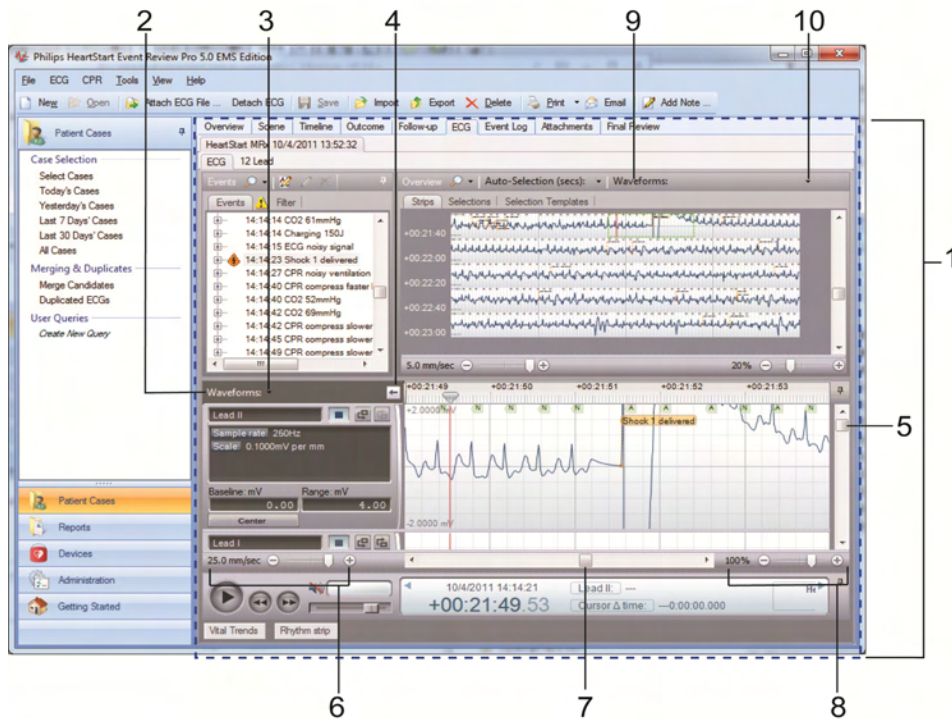 2 3 4 9 10
Philips HeartStart Event Review Pro 5.0 EMS Edition
File ECG CPR Tools View Help
New Open Attach ECG File ... Detach ECG Save Import Export Delete Print Email Add Note ...
Patient Cases
Overview Scene Timeline Outcome Follow-up ECG Event Log Attachments Final Review
HeartStart MRx 10/4/2011 13:52:32
ECG 12 Lead
Case Selection
Select Cases
Today's Cases
Yesterday's Cases
Last 7 Days' Cases
Last 30 Days' Cases
All Cases
Merging & Duplicates
Merge Candidates
Duplicated ECGs
User Queries
Create New Query
Events
Events Filter
14:14:14 CO2 61mmHg
14:14:14 Charging 150J
14:14:15 ECG noisy signal
14:14:23 Shock 1 delivered
14:14:27 CPR noisy ventilation
14:14:40 CPR compress faster
14:14:40 CO2 52mmHg
14:14:42 CO2 69mmHg
14:14:42 CPR compress slower
14:14:45 CPR compress slower
14:14:49 CPR compress slower
Overview Auto-Selection (secs): Waveforms:
Strips Selections Selection Templates
+00:21:40
+00:22:00
+00:22:20
+00:22:40
+00:23:00
5.0 mm/sec 20%
1
Waveforms:
+00:21:49 +00:21:50 +00:21:51 +00:21:52 +00:21:53
Lead II
Sample rate 250Hz
Scale 0.1000mV per mm
Baseline: mV Range: mV
0.00 4.00
Center
Lead I
+2.0000 mV
N N N N A A A N N
Shock 1 delivered
-2.0000 mV
5
25.0 mm/sec 100%
Patient Cases
Reports
Devices
Administration
Getting Started
10/4/2011 14:14:21 Lead II: ---
+00:21:49.53 Cursor Δ time: ---0:00:00.000
Vital Trends Rhythm strip
6 7 8